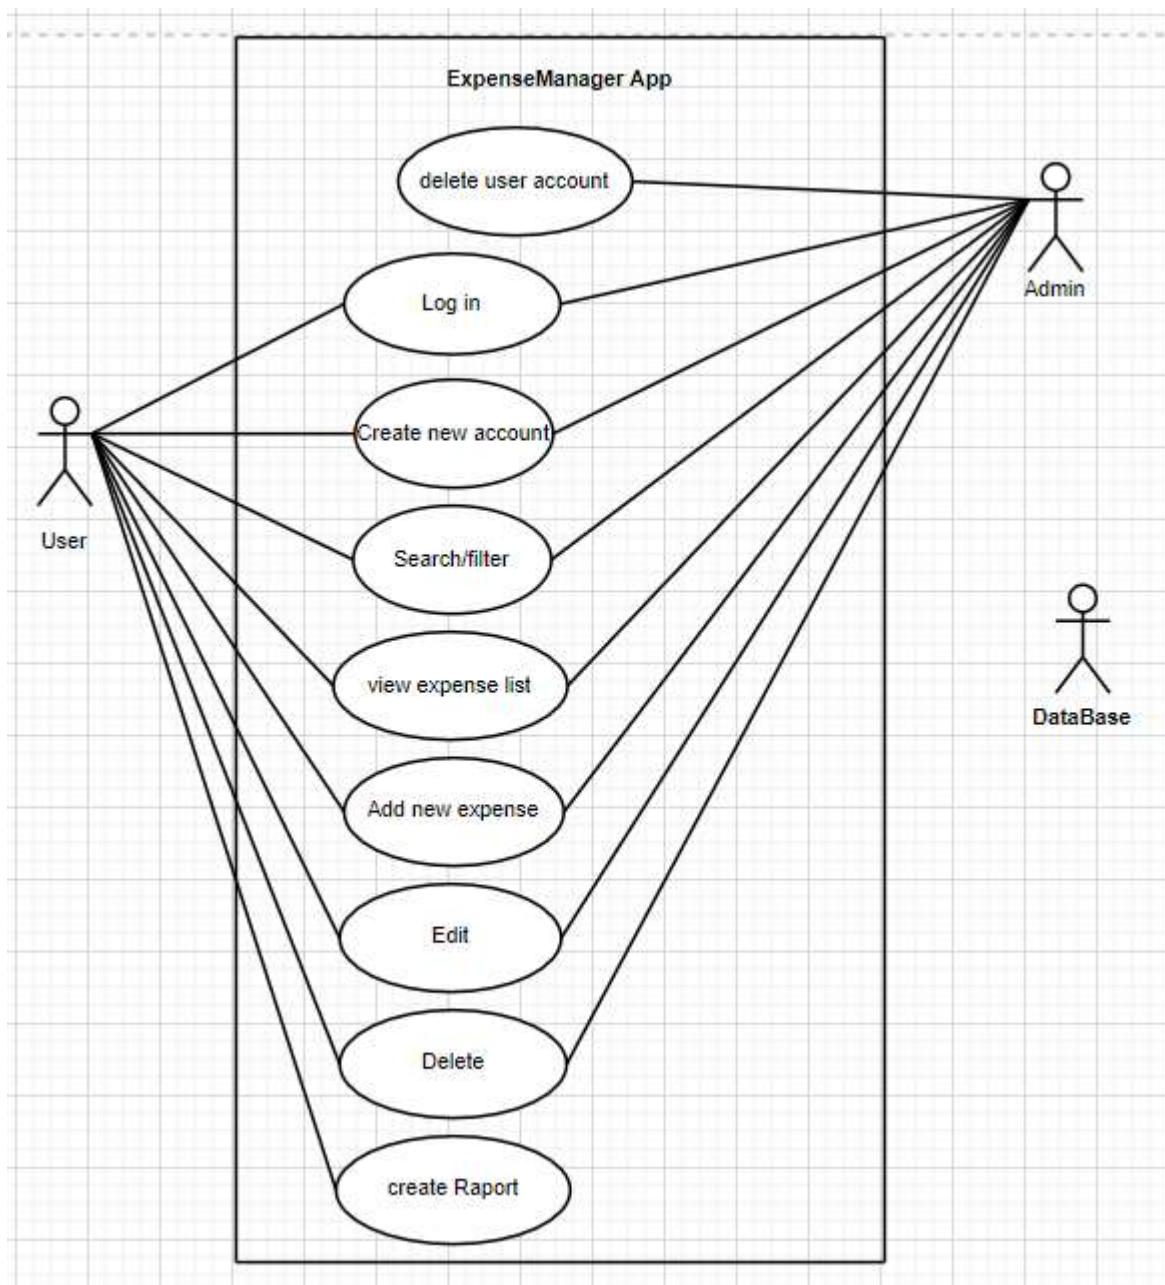 ExpenseManager App
delete user account
Admin
Log in
Create new account
User
Search/filter
view expense list
DataBase
Add new expense
Edit
Delete
create Raport